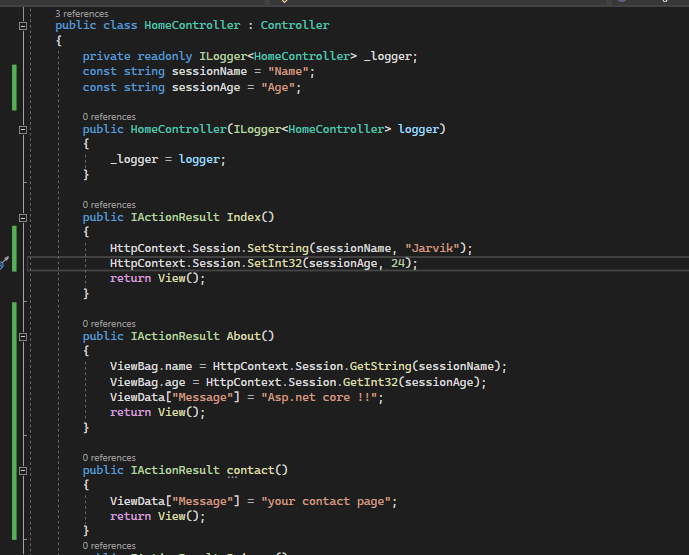 3 references
public class HomeController : Controller
{
private readonly ILogger<HomeController> _logger;
const string sessionName = "Name";
const string sessionAge = "Age";
0 references
public HomeController(ILogger<HomeController> logger)
{
_logger = logger;
}
0 references
public IActionResult Index()
{
HttpContext.Session.SetString(sessionName, "Jarvik");
HttpContext.Session.SetInt32(sessionAge, 24);
return View();
}
0 references
public IActionResult About()
{
ViewBag.name = HttpContext.Session.GetString(sessionName);
ViewBag.age = HttpContext.Session.GetInt32(sessionAge);
ViewData["Message"] = "Asp.net core !!";
return View();
}
0 references
public IActionResult contact()
{
ViewData["Message"] = "your contact page";
return View();
}
0 references